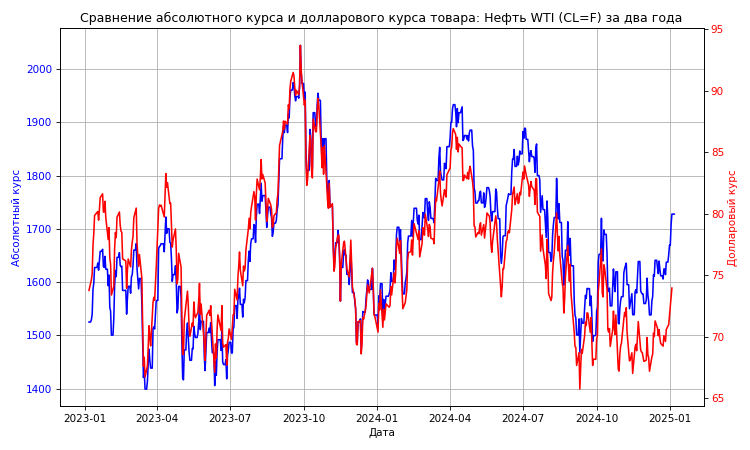 Сравнение абсолютного курса и долларового курса товара: Нефть WTI (CL=F) за два года
Абсолютный курс
2000
1900
1800
1700
1600
1500
1400
95
90
85
80
75
70
65
Долларовый курс
2023-01 2023-04 2023-07 2023-10 2024-01 2024-04 2024-07 2024-10 2025-01
Дата